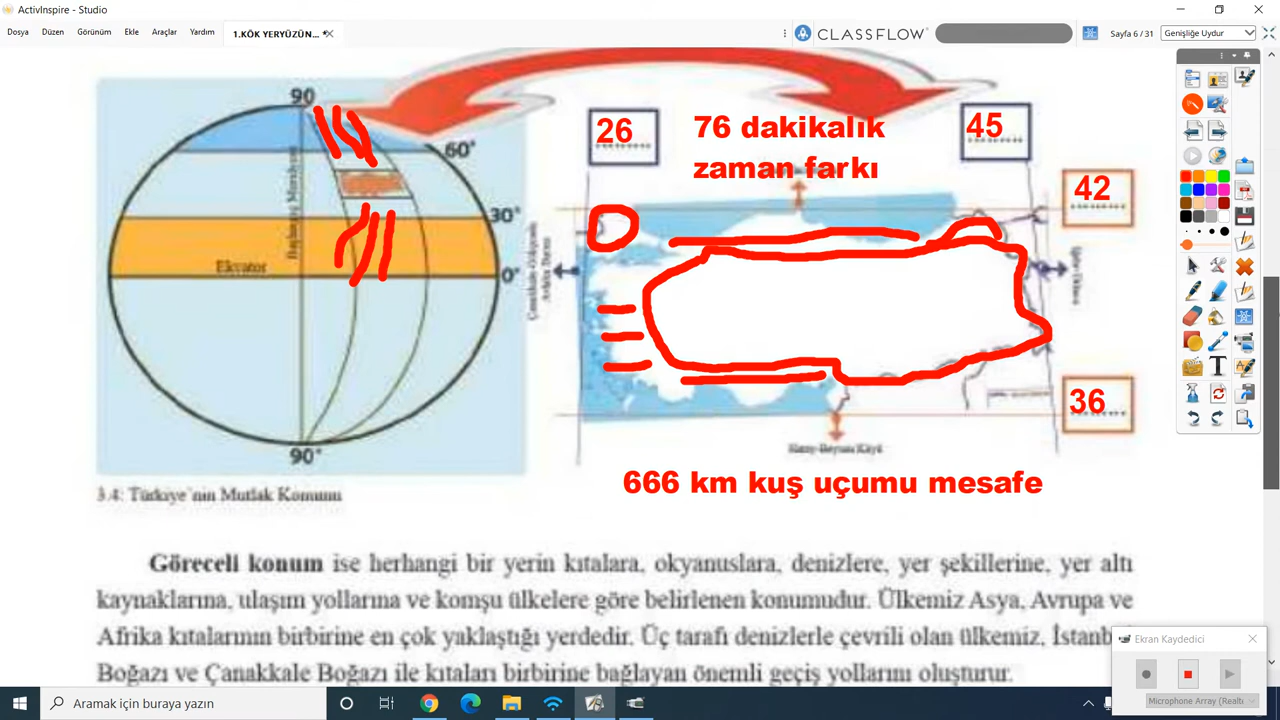 ActivInspire - Studio
Dosya Düzen Görünüm Ekle Araçlar Yardım
1.KÖK YERYÜZÜN...
CLASSFLOW
Sayfa 6 / 31
Genişliğe Uydur
90
60°
30°
0°
Başlangıç Meridyeni
Ekvator
90°
26
76 dakikalık
zaman farkı
45
42
36
666 km kuş uçumu mesafe
3.4: Türkiye`nin Mutlak Konumu
Göreceli konum ise herhangi bir yerin kıtalara, okyanuslara, denizlere, yer şekillerine, yer altı
kaynaklarına, ulaşım yollarına ve komşu ülkelere göre belirlenen konumudur. Ülkemiz Asya, Avrupa ve
Afrika kıtalarının birbirine en çok yaklaştığı yerdedir. Üç tarafı denizlerle çevrili olan ülkemiz, İstanb
Boğazı ve Çanakkale Boğazı ile kıtaları birbirine bağlayan önemli geçiş yollarını oluşturur.
Ekran Kaydedici
Microphone Array (Realte
Aramak için buraya yazın